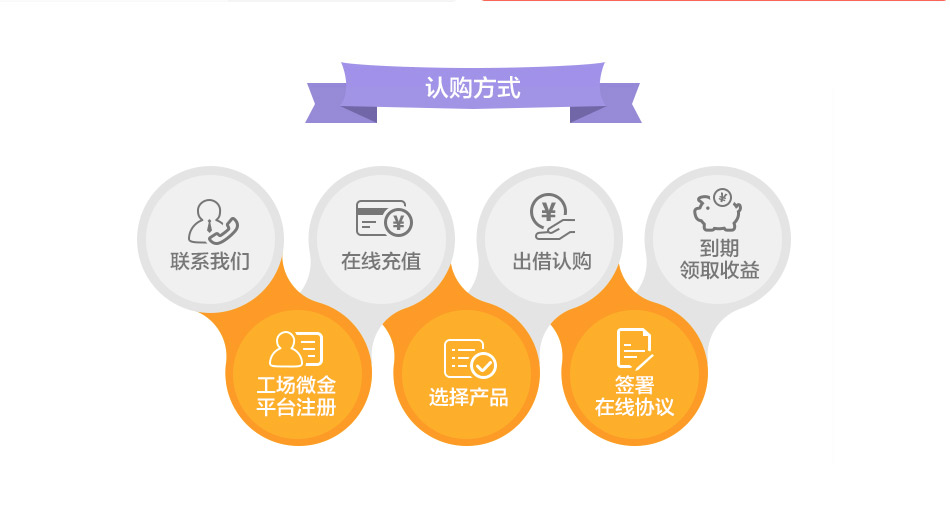 认购方式
联系我们
工场微金
平台注册
在线充值
选择产品
出借认购
签署
在线协议
到期
领取收益